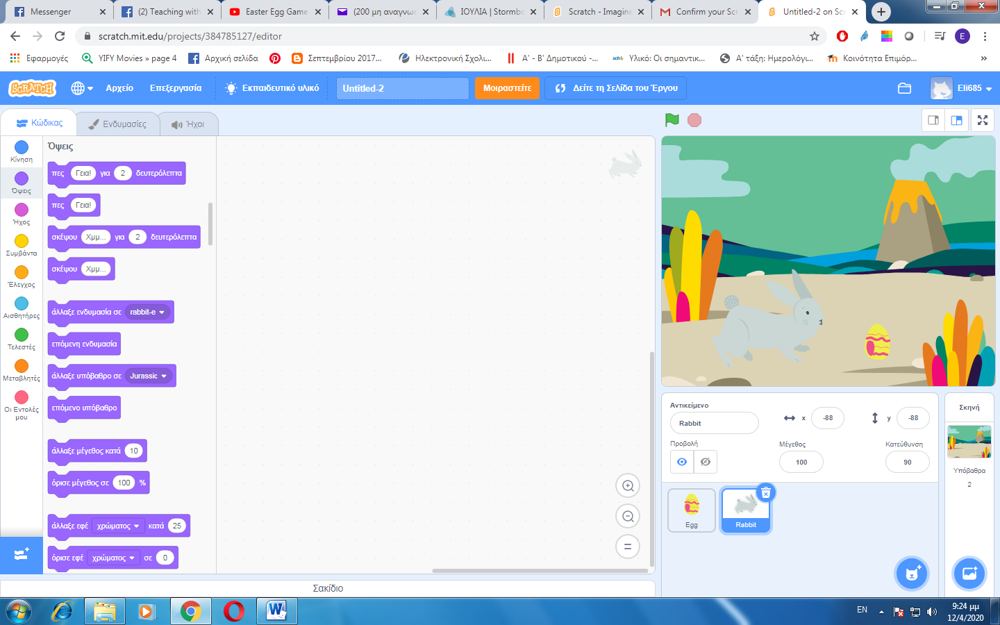 Messenger
(2) Teaching with
Easter Egg Game
(200 μη αναγνωσ
ΙΟΥΛΙΑ | Stormbo
Scratch - Imagine
Confirm your Scr
Untitled-2 on Scr
scratch.mit.edu/projects/384785127/editor
E
Εφαρμογές
YIFY Movies » page 4
Αρχική σελίδα
Σεπτεμβρίου 2017...
Ηλεκτρονική Σχολι...
Α' - Β' Δημοτικού -...
Υλικό: Οι σημαντικ...
Α' τάξη: Ημερολόγι...
Κοινότητα Επιμόρ...
»
SCRATCH
Αρχείο
Επεξεργασία
Εκπαιδευτικό υλικό
Untitled-2
Μοιραστείτε
Δείτε τη Σελίδα του Έργου
Eli685
Κώδικας
Ενδυμασίες
Ήχοι
Κίνηση
Όψεις
Ήχος
Συμβάντα
Έλεγχος
Αισθητήρες
Τελεστές
Μεταβλητές
Οι Εντολές
μου
Όψεις
πες Γεια! για 2 δευτερόλεπτα
πες Γεια!
σκέψου Χμμ... για 2 δευτερόλεπτα
σκέψου Χμμ...
άλλαξε ενδυμασία σε rabbit-e
επόμενη ενδυμασία
άλλαξε υπόβαθρο σε Jurassic
επόμενο υπόβαθρο
άλλαξε μέγεθος κατά 10
όρισε μέγεθος σε 100 %
άλλαξε εφέ χρώματος κατά 25
όρισε εφέ χρώματος σε 0
Σακίδιο
Αντικείμενο
Rabbit
x -88
y -88
Προβολή
Μέγεθος
100
Κατεύθυνση
90
Egg
Rabbit
Σκηνή
Υπόβαθρα
2
EN
9:24 μμ
12/4/2020